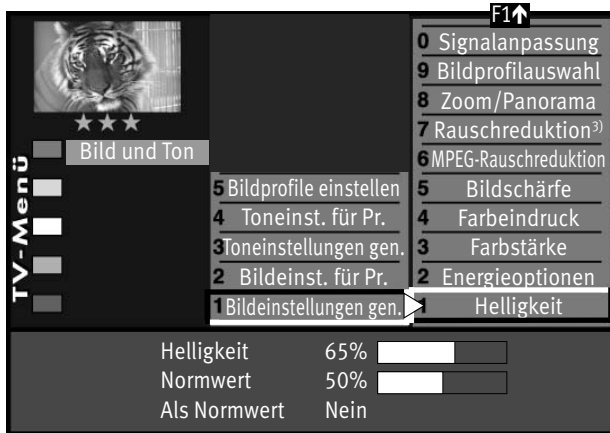 F1↑
0 Signalanpassung
9 Bildprofilauswahl
8 Zoom/Panorama
7 Rauschreduktion3)
6 MPEG-Rauschreduktion
5 Bildschärfe
4 Farbeindruck
3 Farbstärke
2 Energieoptionen
1 Helligkeit
TV-Menü
Bild und Ton
5 Bildprofile einstellen
4 Toneinst. für Pr.
3 Toneinstellungen gen.
2 Bildeinst. für Pr.
1 Bildeinstellungen gen.
Helligkeit 65%
Normwert 50%
Als Normwert Nein